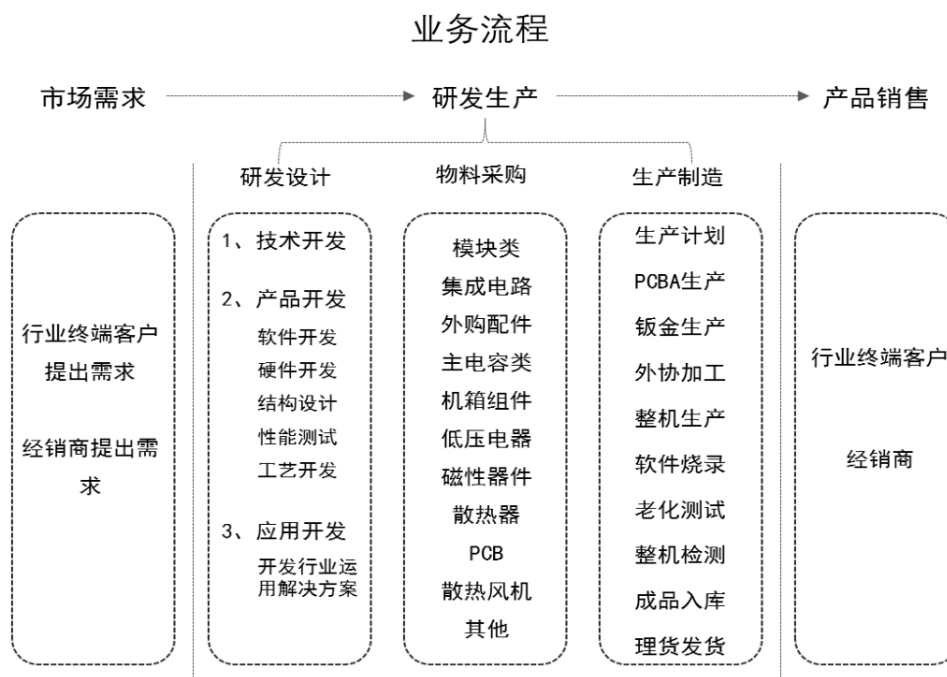 业务流程
市场需求
研发生产
产品销售
研发设计
物料采购
生产制造
行业终端客户
提出需求
经销商提出需
求
1、技术开发
2、产品开发
软件开发
硬件开发
结构设计
性能测试
工艺开发
3、应用开发
开发行业运
用解决方案
模块类
集成电路
外购配件
主电容类
机箱组件
低压电器
磁性器件
散热器
PCB
散热风机
其他
生产计划
PCBA生产
钣金生产
外协加工
整机生产
软件烧录
老化测试
整机检测
成品入库
理货发货
行业终端客户
经销商